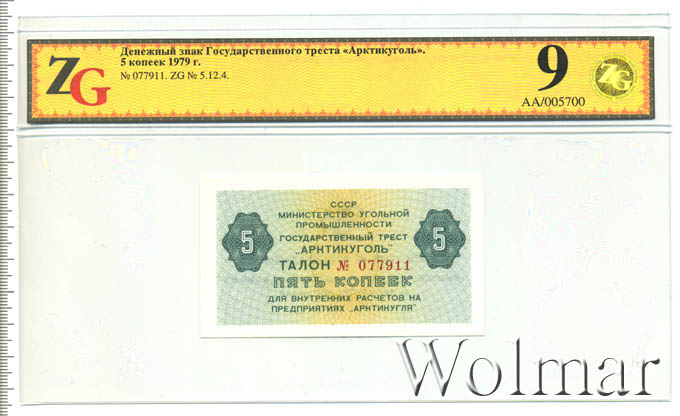 ZG
Денежный знак Государственного треста «Арктикуголь».
5 копеек 1979 г.
№ 077911. ZG № 5.12.4.
9
ZG
АА/005700
СССР
МИНИСТЕРСТВО УГОЛЬНОЙ
ПРОМЫШЛЕННОСТИ
ГОСУДАРСТВЕННЫЙ ТРЕСТ
„АРКТИКУГОЛЬ"
5 ТАЛОН № 077911 5
ПЯТЬ КОПЕЕК
ДЛЯ ВНУТРЕННИХ РАСЧЕТОВ НА
ПРЕДПРИЯТИЯХ „АРКТИКУГЛЯ"
Wolmar